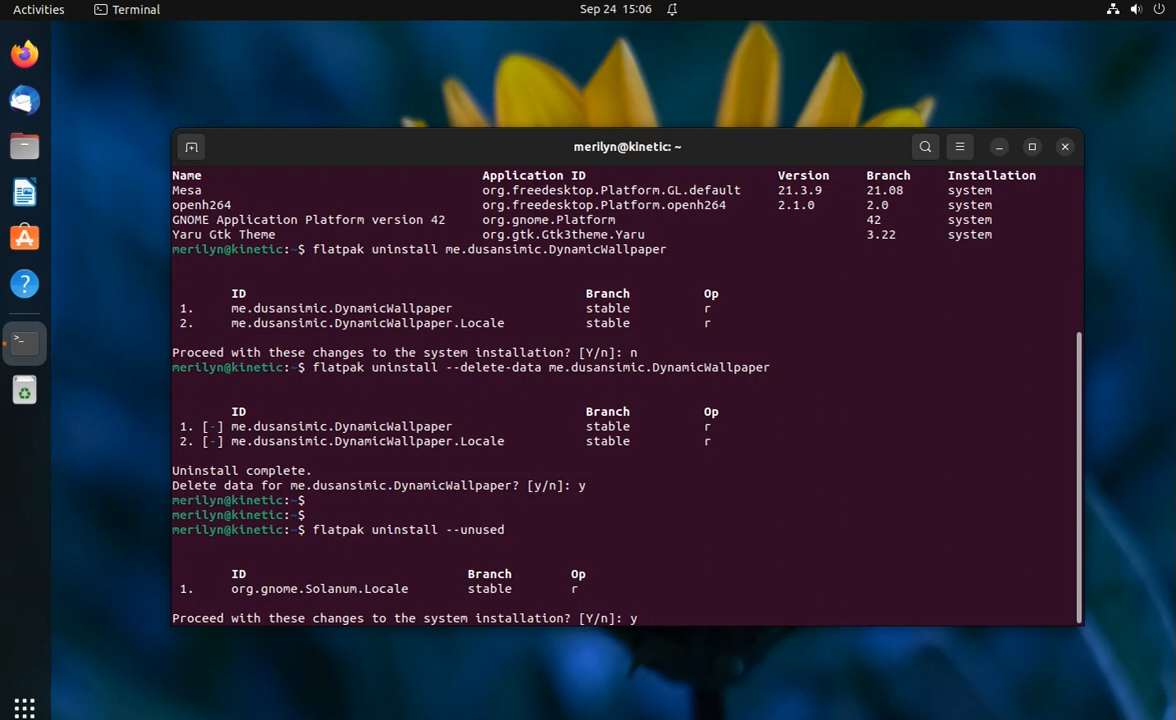 Activities Terminal Sep 24 15:06
merilyn@kinetic: ~
Name Application ID Version Branch Installation
Mesa org.freedesktop.Platform.GL.default 21.3.9 21.08 system
openh264 org.freedesktop.Platform.openh264 2.1.0 2.0 system
GNOME Application Platform version 42 org.gnome.Platform 42 system
Yaru Gtk Theme org.gtk.Gtk3theme.Yaru 3.22 system
merilyn@kinetic:~$ flatpak uninstall me.dusansimic.DynamicWallpaper
ID Branch Op
1. me.dusansimic.DynamicWallpaper stable r
2. me.dusansimic.DynamicWallpaper.Locale stable r
Proceed with these changes to the system installation? [Y/n]: n
merilyn@kinetic:~$ flatpak uninstall --delete-data me.dusansimic.DynamicWallpaper
ID Branch Op
1. [-] me.dusansimic.DynamicWallpaper stable r
2. [-] me.dusansimic.DynamicWallpaper.Locale stable r
Uninstall complete.
Delete data for me.dusansimic.DynamicWallpaper? [y/n]: y
merilyn@kinetic:~$
merilyn@kinetic:~$
merilyn@kinetic:~$ flatpak uninstall --unused
ID Branch Op
1. org.gnome.Solanum.Locale stable r
Proceed with these changes to the system installation? [Y/n]: y